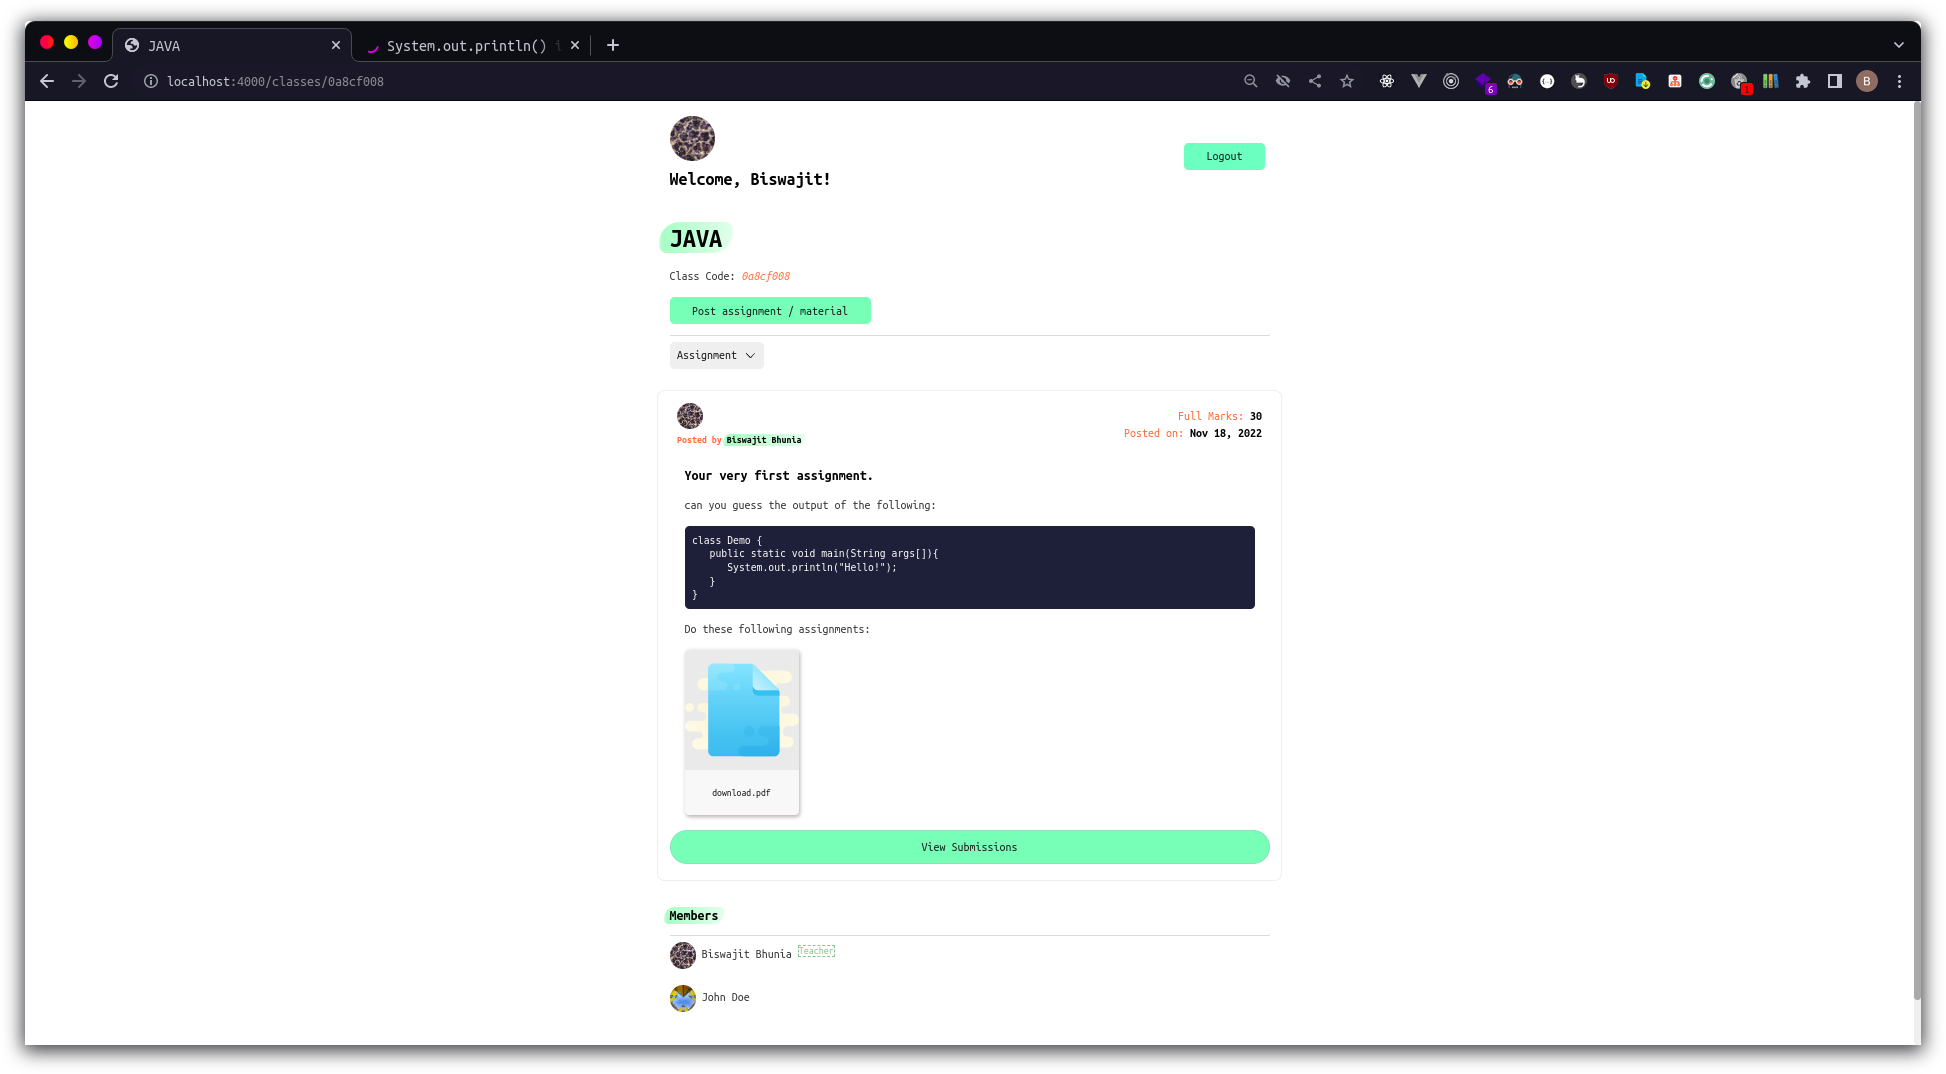 JAVA
System.out.println()
localhost:4000/classes/0a8cf008
6
1
B
Logout
Welcome, Biswajit!
JAVA
Class Code: 0a8cf008
Post assignment / material
Assignment
Full Marks: 30
Posted by Biswajit Bhunia
Posted on: Nov 18, 2022
Your very first assignment.
can you guess the output of the following:
class Demo {
   public static void main(String args[]){
      System.out.println("Hello!");
   }
}
Do these following assignments:
download.pdf
View Submissions
Members
Biswajit Bhunia Teacher
John Doe